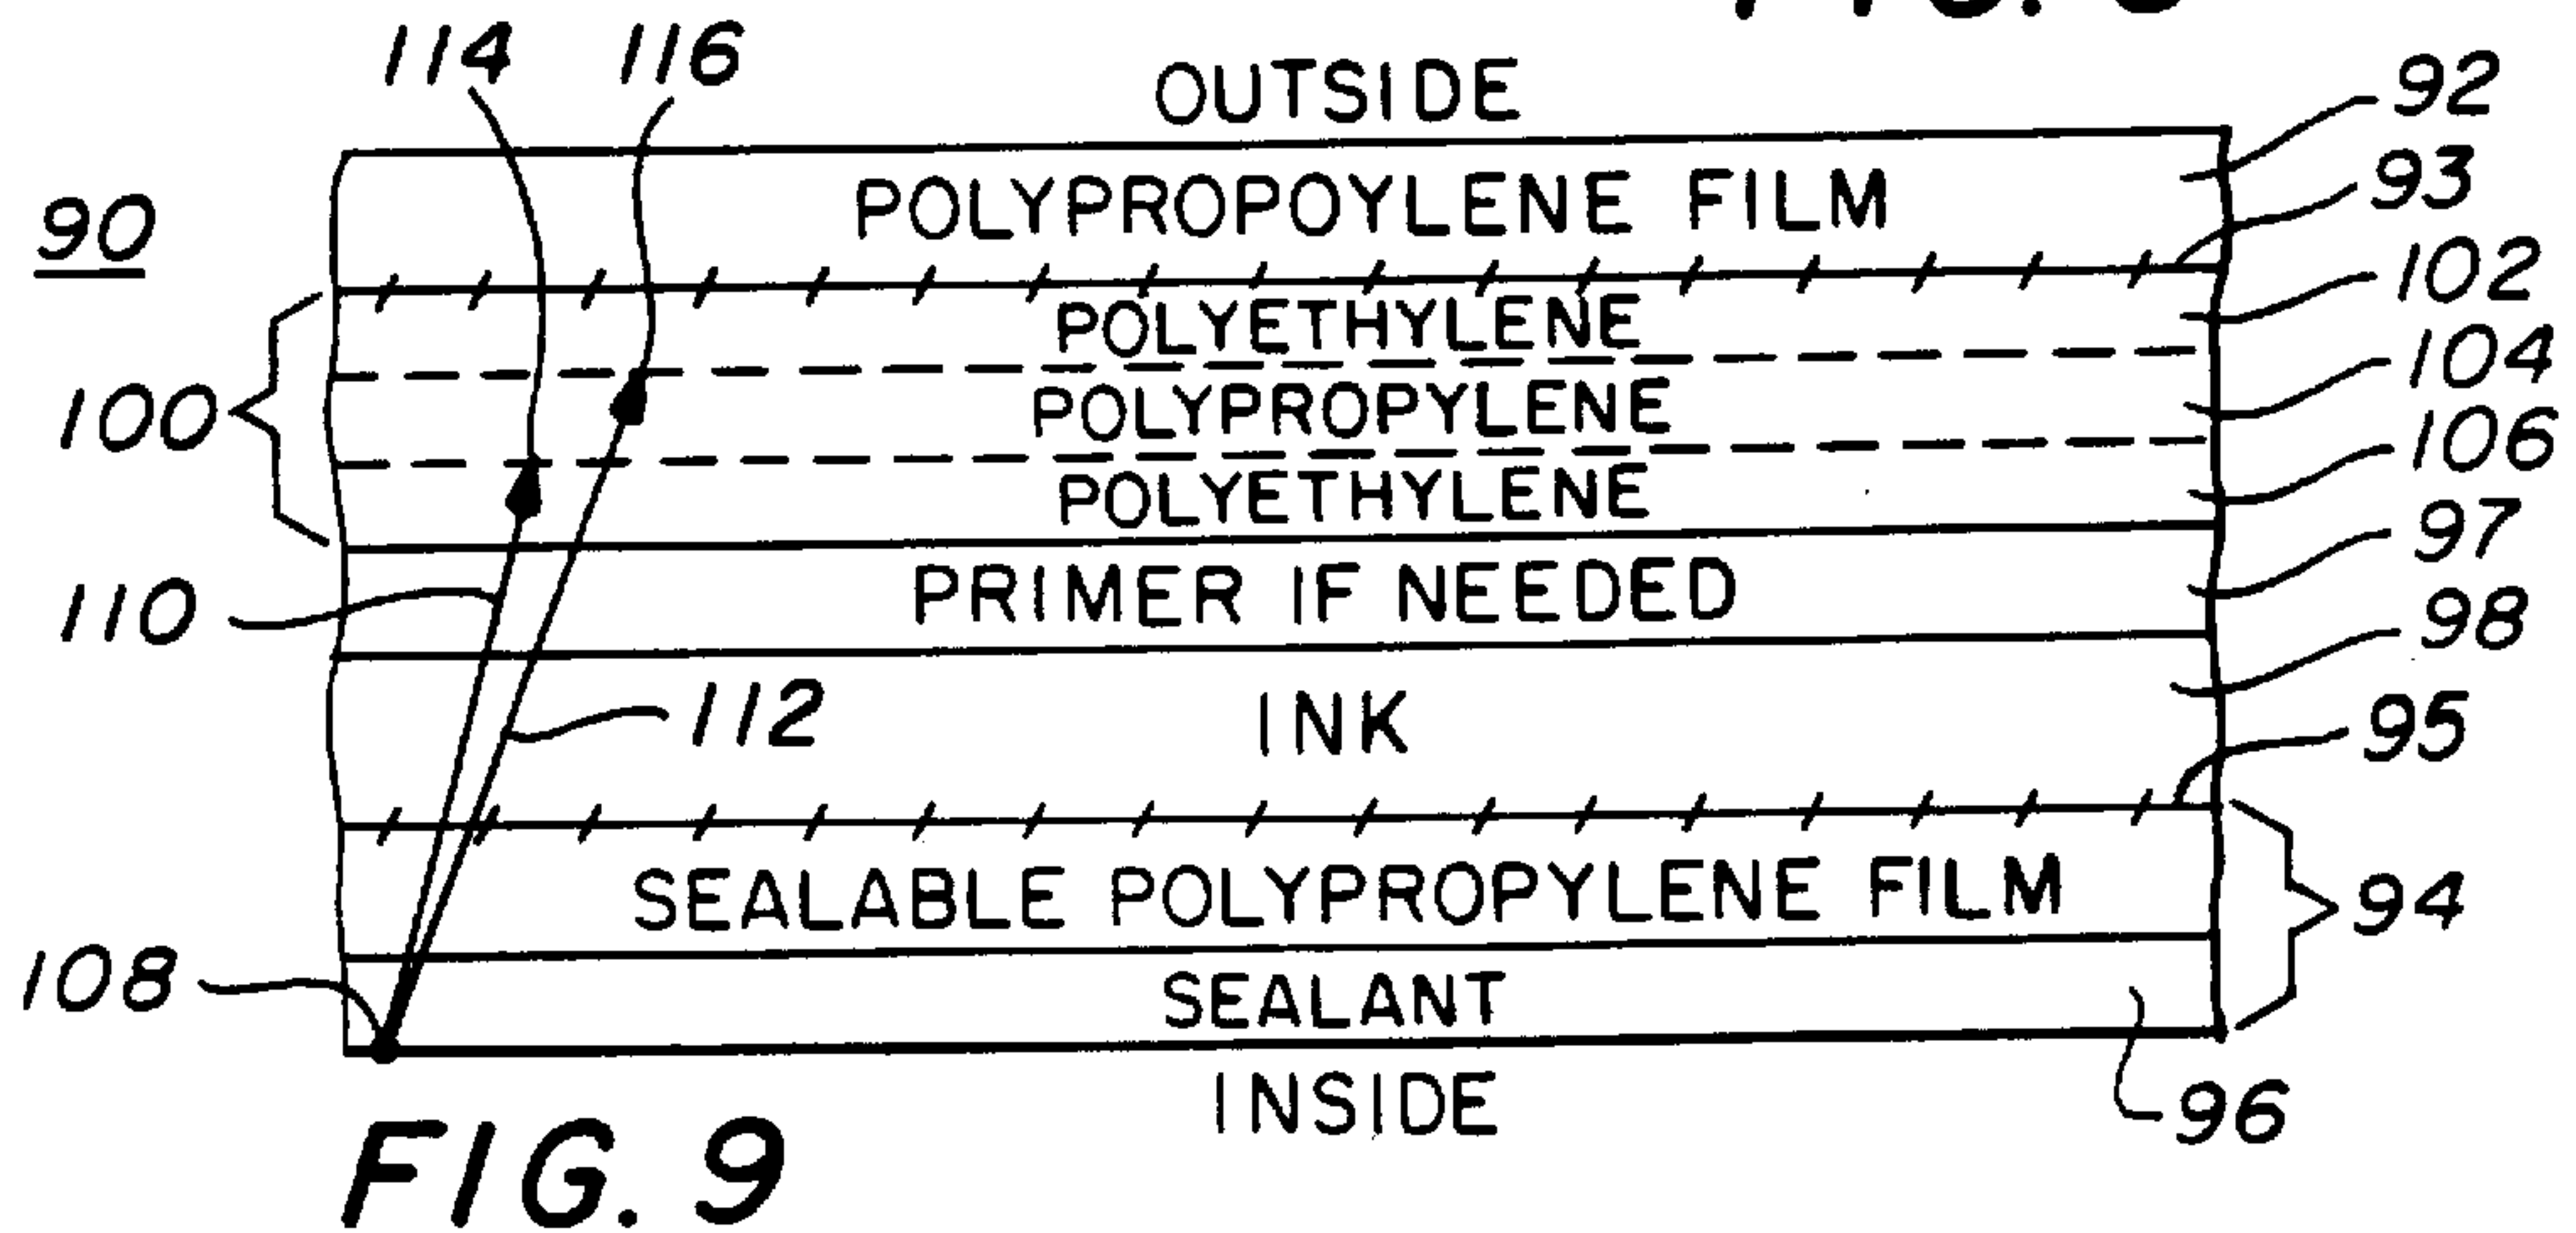 114 116
OUTSIDE
92
POLYPROPOYLENE FILM
93
90
102
POLYETHYLENE
104
100
POLYPROPYLENE
106
POLYETHYLENE
97
110
PRIMER IF NEEDED
98
112
INK
95
SEALABLE POLYPROPYLENE FILM
94
108
SEALANT
INSIDE
96
FIG. 9